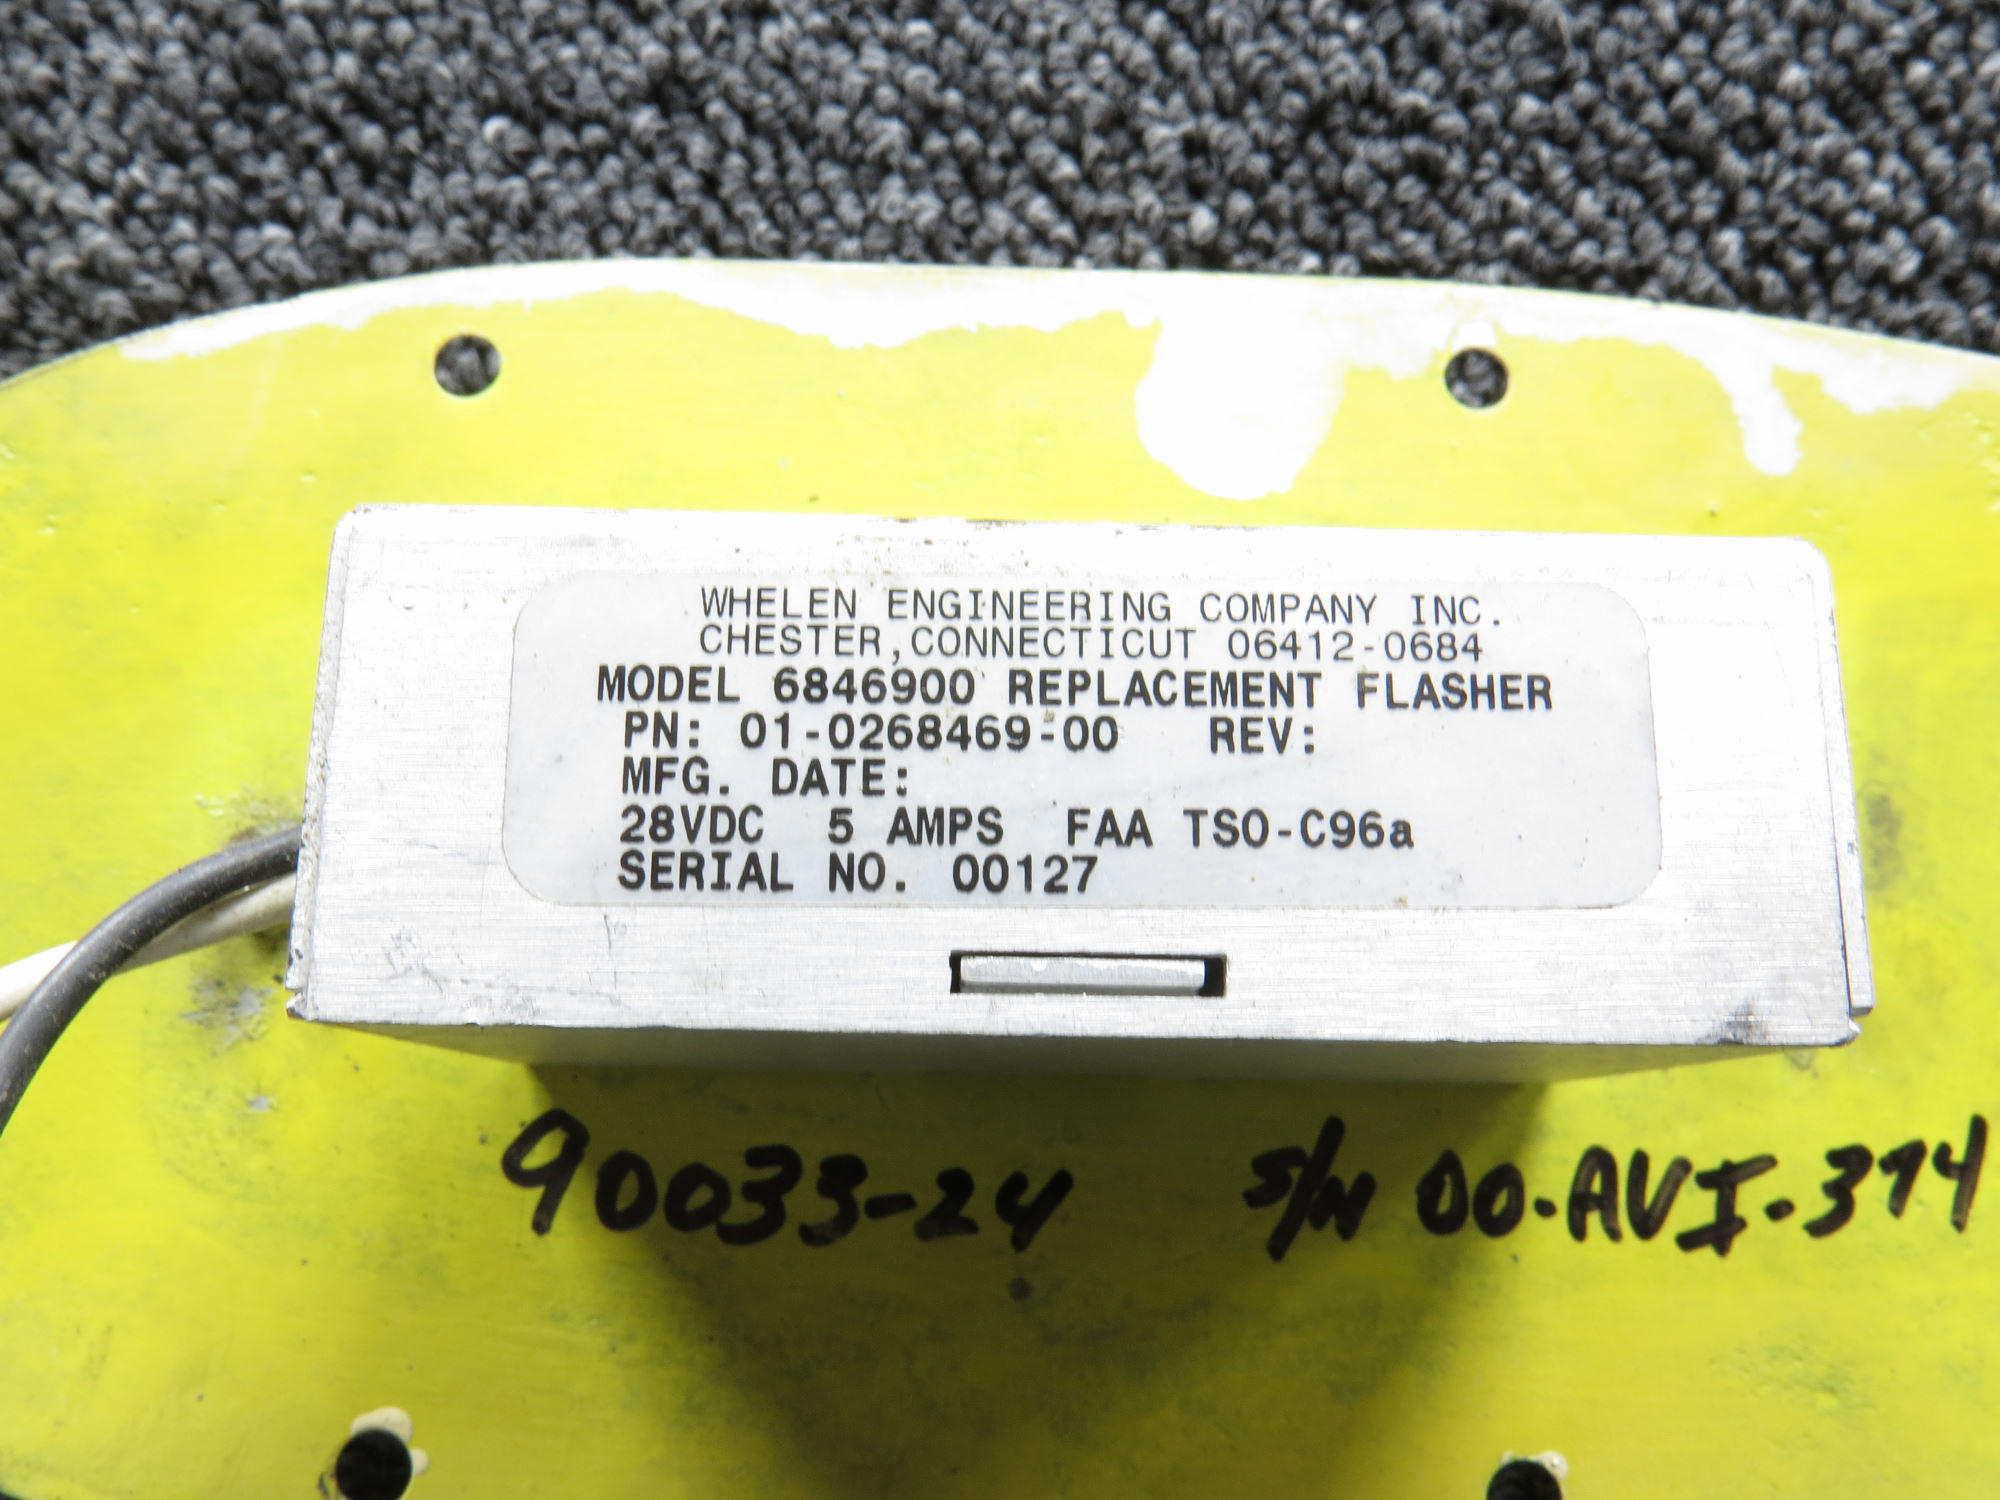 WHELEN ENGINEERING COMPANY INC.
CHESTER,CONNECTICUT 06412-0684
MODEL 6846900 REPLACEMENT FLASHER
PN: 01-0268469-00 REV:
MFG. DATE:
28VDC 5 AMPS FAA TSO-C96a
SERIAL NO. 00127
90033-24 S/N 00-AVI-374